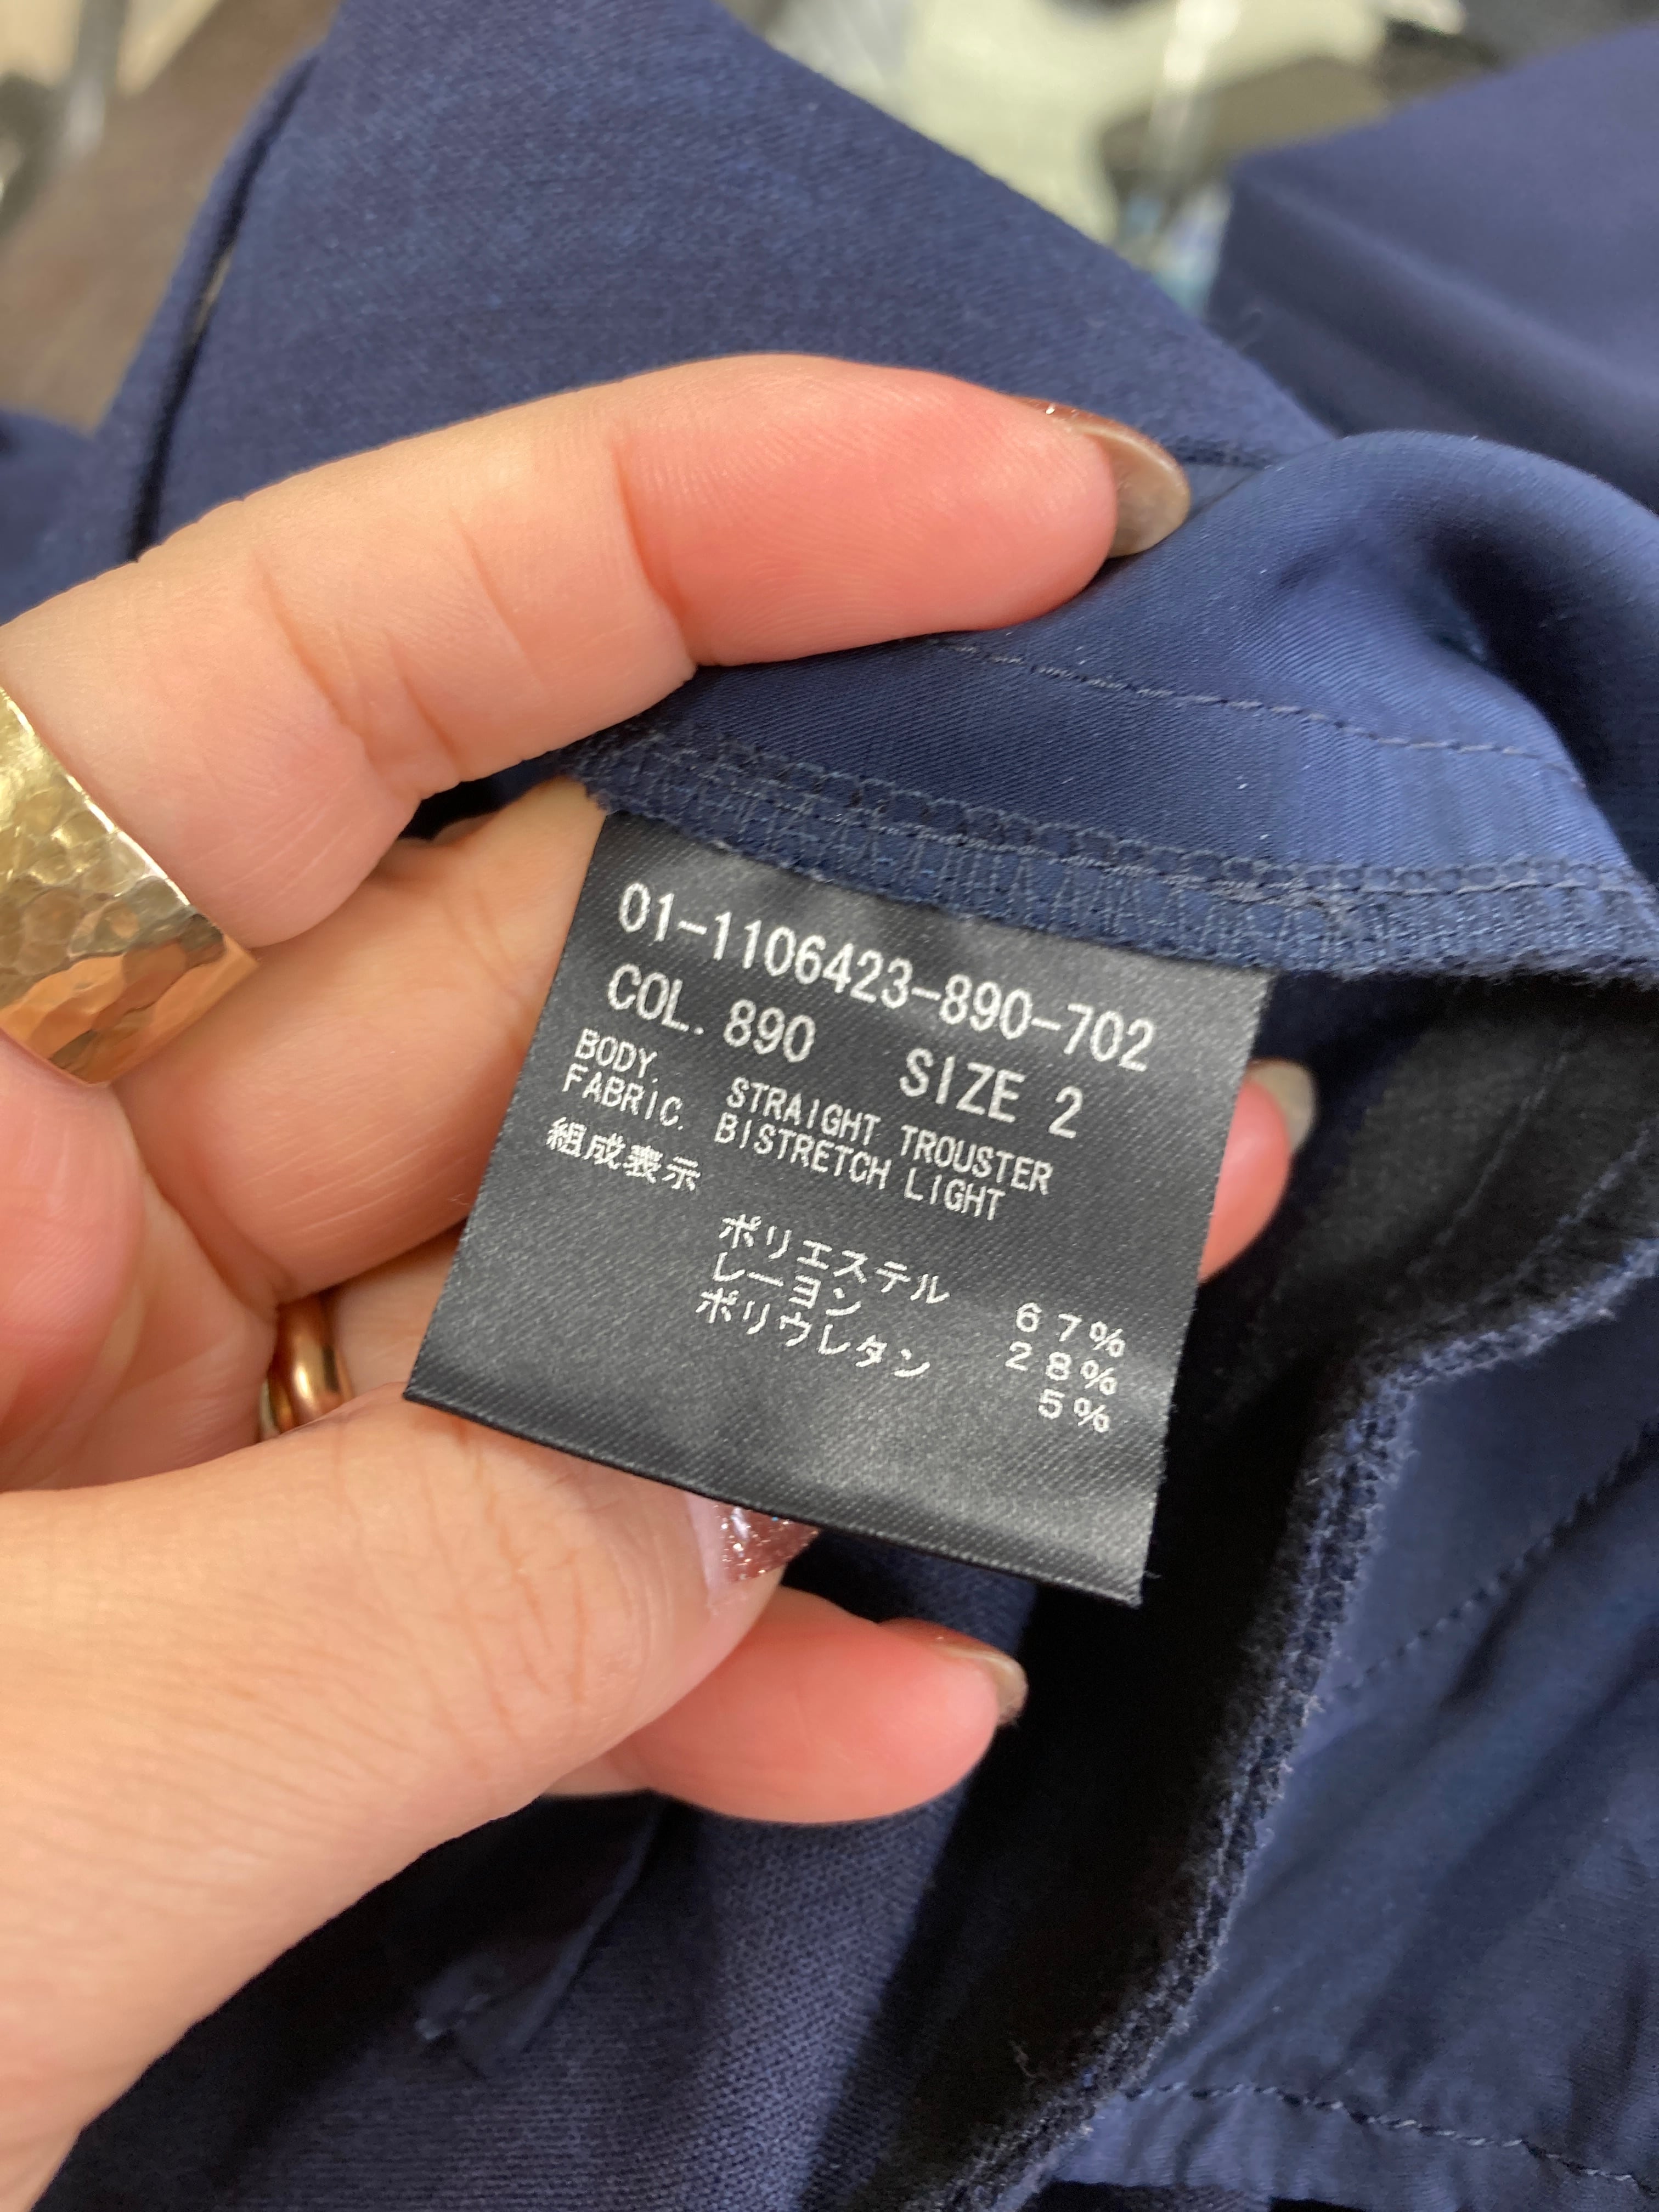 01-1106423-890-702
COL. 890 SIZE 2
BODY. STRAIGHT TROUSTER
FABRIC. BISTRETCH LIGHT
組成表示
ポリエステル 67%
レーヨン 28%
ポリウレタン 5%